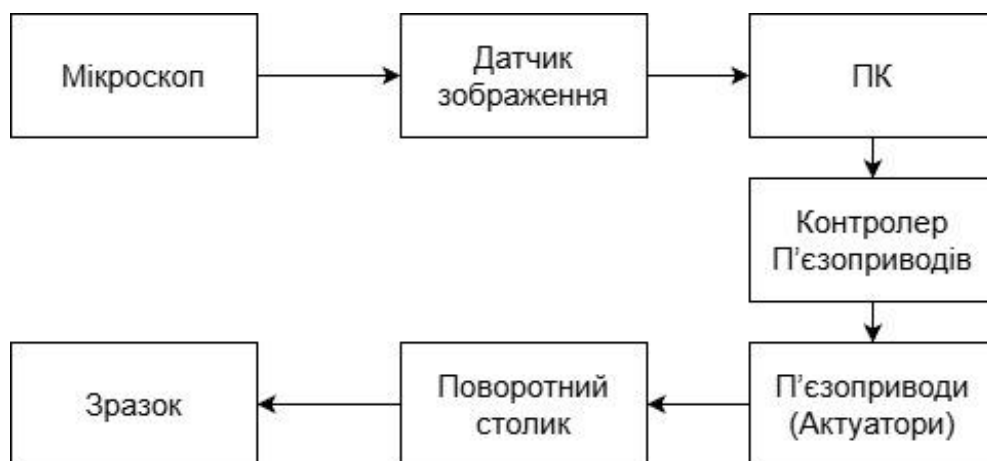 Мікроскоп
Датчик
зображення
ПК
Контролер
П'єзоприводів
Зразок
Поворотний
столик
П'єзоприводи
(Актуатори)